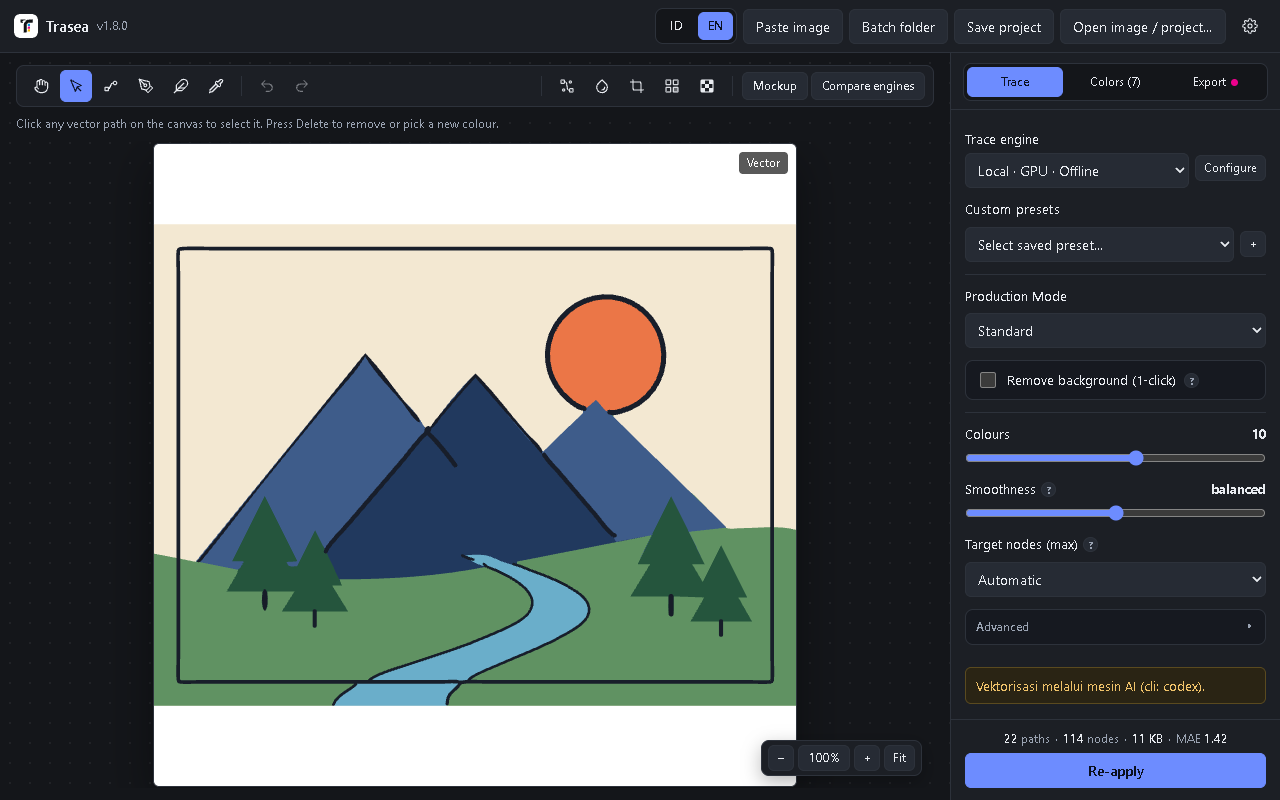 Trasea v1.8.0
ID EN Paste image Batch folder Save project Open image / project...
Mockup Compare engines
Click any vector path on the canvas to select it. Press Delete to remove or pick a new colour.
Vector
− 100% + Fit
Trace Colors (7) Export
Trace engine
Local · GPU · Offline Configure
Custom presets
Select saved preset... +
Production Mode
Standard
Remove background (1-click) ?
Colours 10
Smoothness ? balanced
Target nodes (max) ?
Automatic
Advanced
Vektorisasi melalui mesin AI (cli: codex).
22 paths · 114 nodes · 11 KB · MAE 1.42
Re-apply